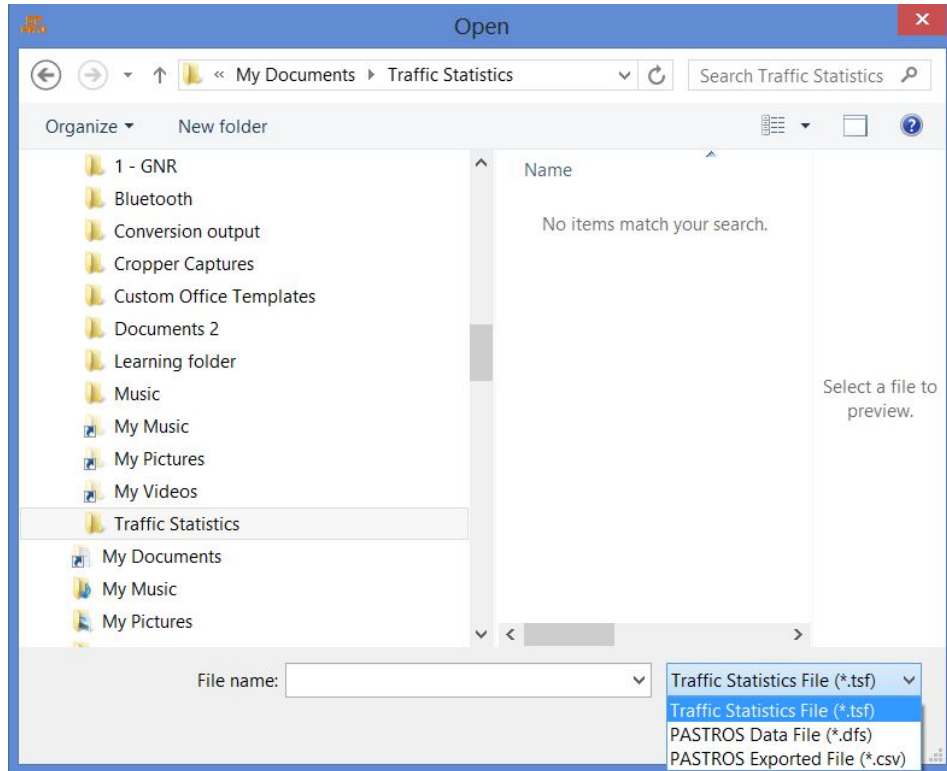 Open
« My Documents Traffic Statistics
Search Traffic Statistics
Organize
New folder
1 - GNR
Bluetooth
Conversion output
Cropper Captures
Custom Office Templates
Documents 2
Learning folder
Music
My Music
My Pictures
My Videos
Traffic Statistics
My Documents
My Music
My Pictures
Name
No items match your search.
Select a file to
preview.
File name:
Traffic Statistics File (*.tsf)
Traffic Statistics File (*.tsf)
PASTROS Data File (*.dfs)
PASTROS Exported File (*.csv)